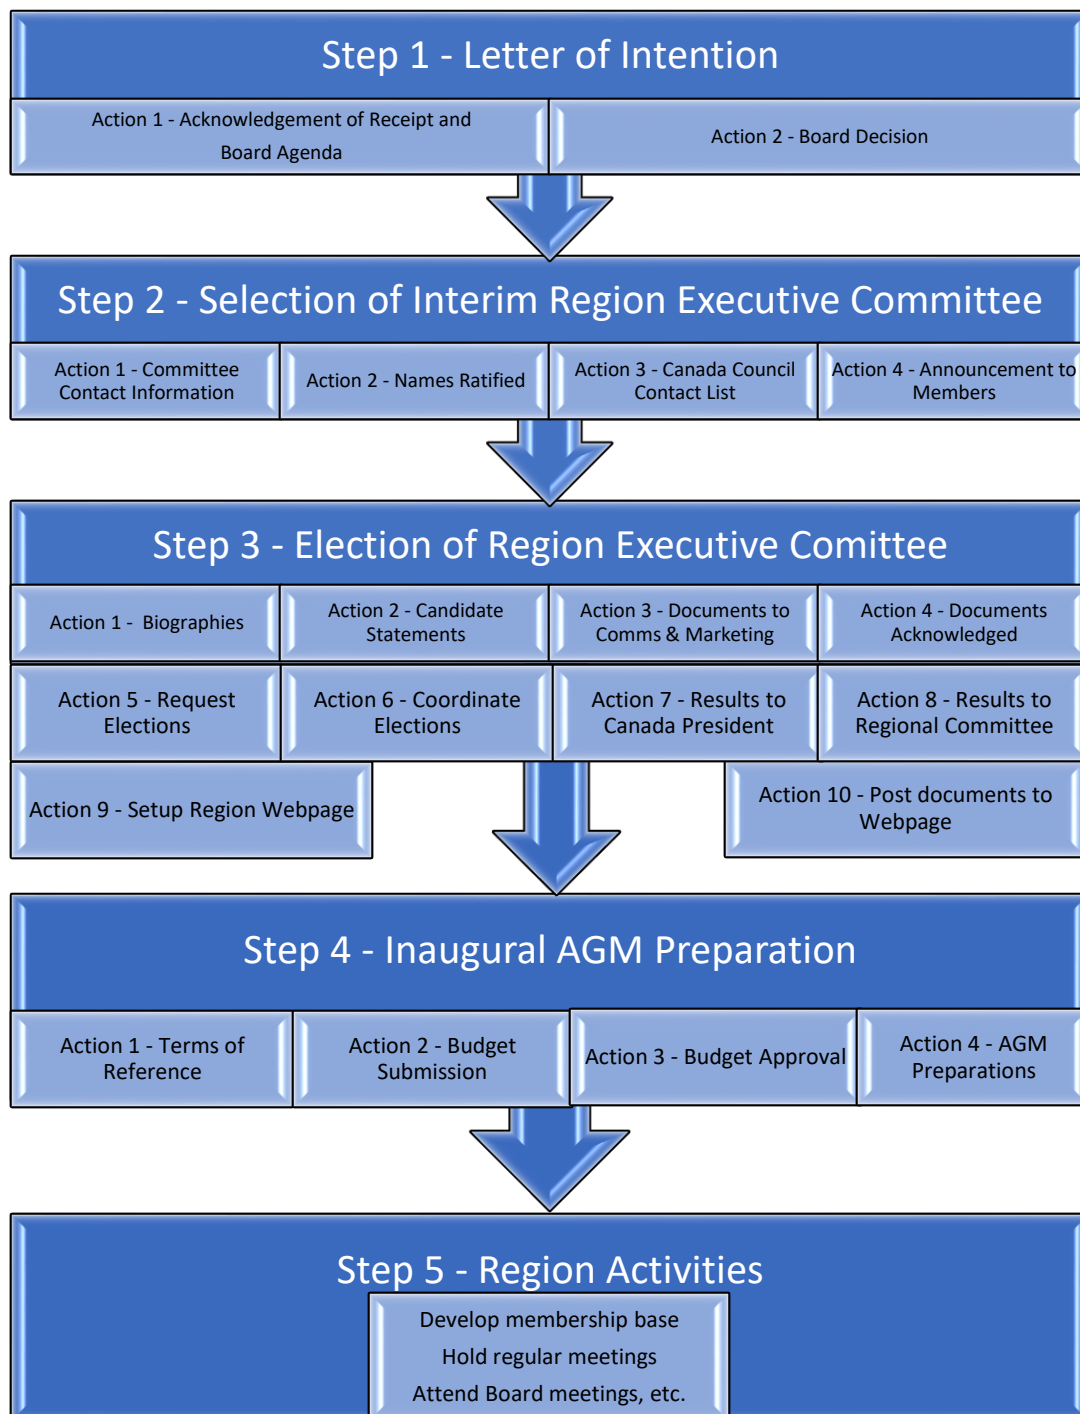 Step 1 - Letter of Intention
Action 1 - Acknowledgement of Receipt and
Board Agenda
Action 2 - Board Decision
Step 2 - Selection of Interim Region Executive Committee
Action 1 - Committee
Contact Information
Action 2 - Names Ratified
Action 3 - Canada Council
Contact List
Action 4 - Announcement to
Members
Step 3 - Election of Region Executive Comittee
Action 1 -  Biographies
Action 2 - Candidate
Statements
Action 3 - Documents to
Comms & Marketing
Action 4 - Documents
Acknowledged
Action 5 - Request
Elections
Action 6 - Coordinate
Elections
Action 7 - Results to
Canada President
Action 8 - Results to
Regional Committee
Action 9 - Setup Region Webpage
Action 10 - Post documents to
Webpage
Step 4 - Inaugural AGM Preparation
Action 1 - Terms of
Reference
Action 2 - Budget
Submission
Action 3 - Budget Approval
Action 4 - AGM
Preparations
Step 5 - Region Activities
Develop membership base
Hold regular meetings
Attend Board meetings, etc.